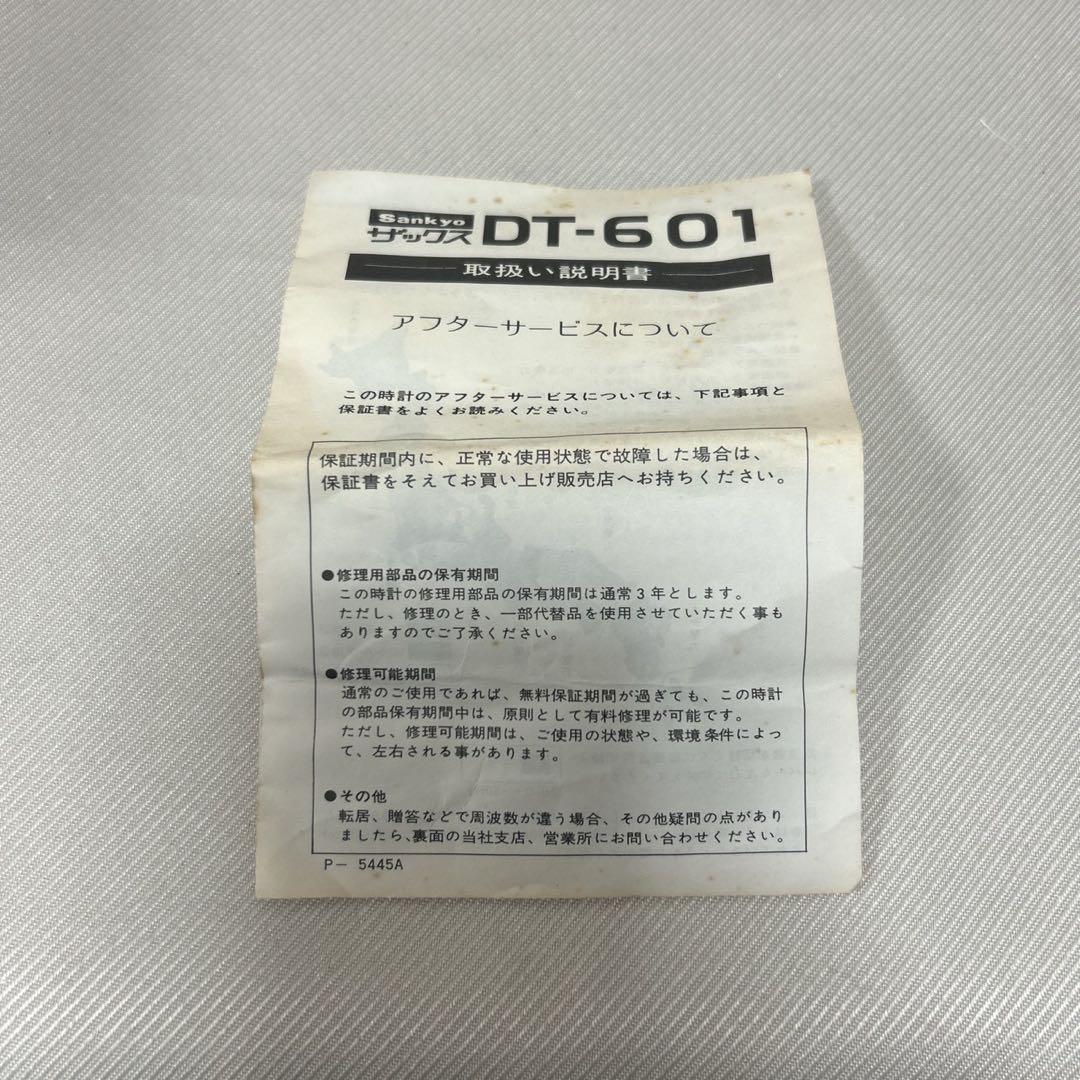 Sankyo
ザックス DT-601
取扱い説明書
アフターサービスについて
この時計のアフターサービスについては、下記事項と
保証書をよくお読みください。
保証期間内に、正常な使用状態で故障した場合は、
保証書をそえてお買い上げ販売店へお持ちください。
●修理用部品の保有期間
この時計の修理用部品の保有期間は通常3年とします。
ただし、修理のとき、一部代替品を使用させていただく事も
ありますのでご了承ください。
●修理可能期間
通常のご使用であれば、無料保証期間が過ぎても、この時計
の部品保有期間中は、原則として有料修理が可能です。
ただし、修理可能期間は、ご使用の状態や、環境条件によっ
て、左右される事があります。
●その他
転居、贈答などで周波数が違う場合、その他疑問の点があり
ましたら、裏面の当社支店、営業所にお問い合わせください。
P− 5445A